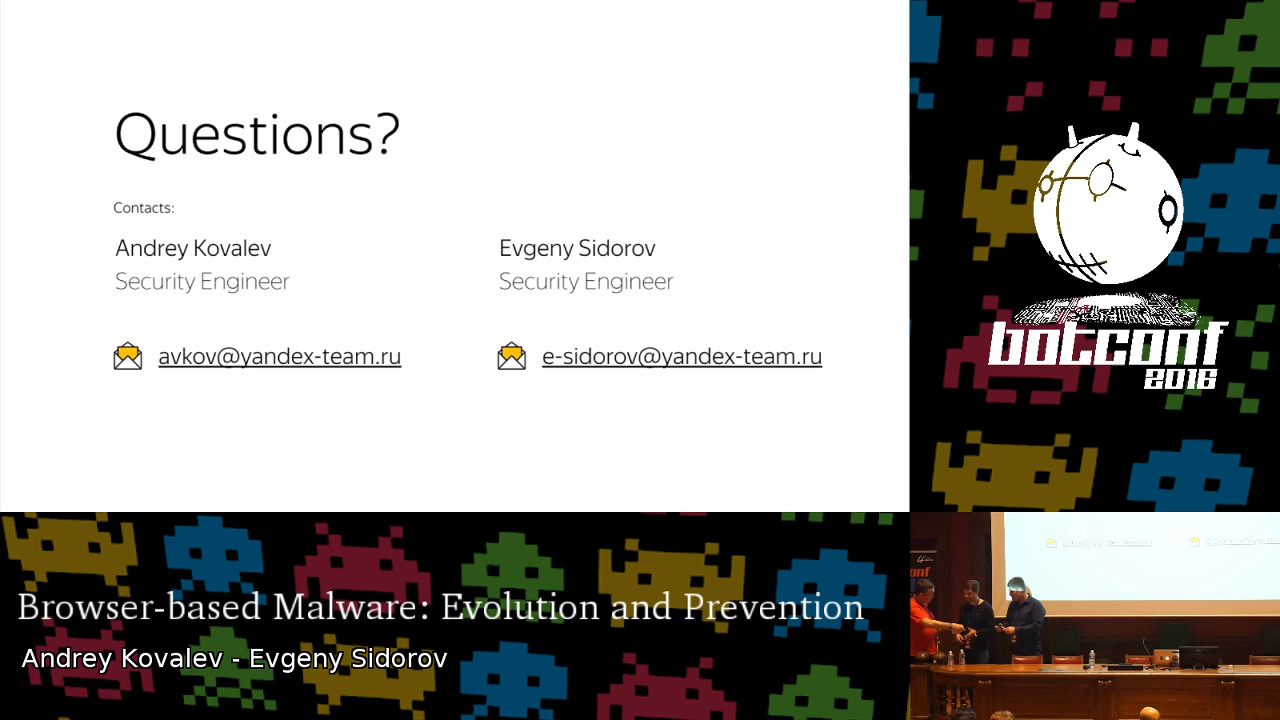 Questions?
Contacts:
Andrey Kovalev
Security Engineer
avkov@yandex-team.ru
Evgeny Sidorov
Security Engineer
e-sidorov@yandex-team.ru
botconf
2016
Browser-based Malware: Evolution and Prevention
Andrey Kovalev - Evgeny Sidorov